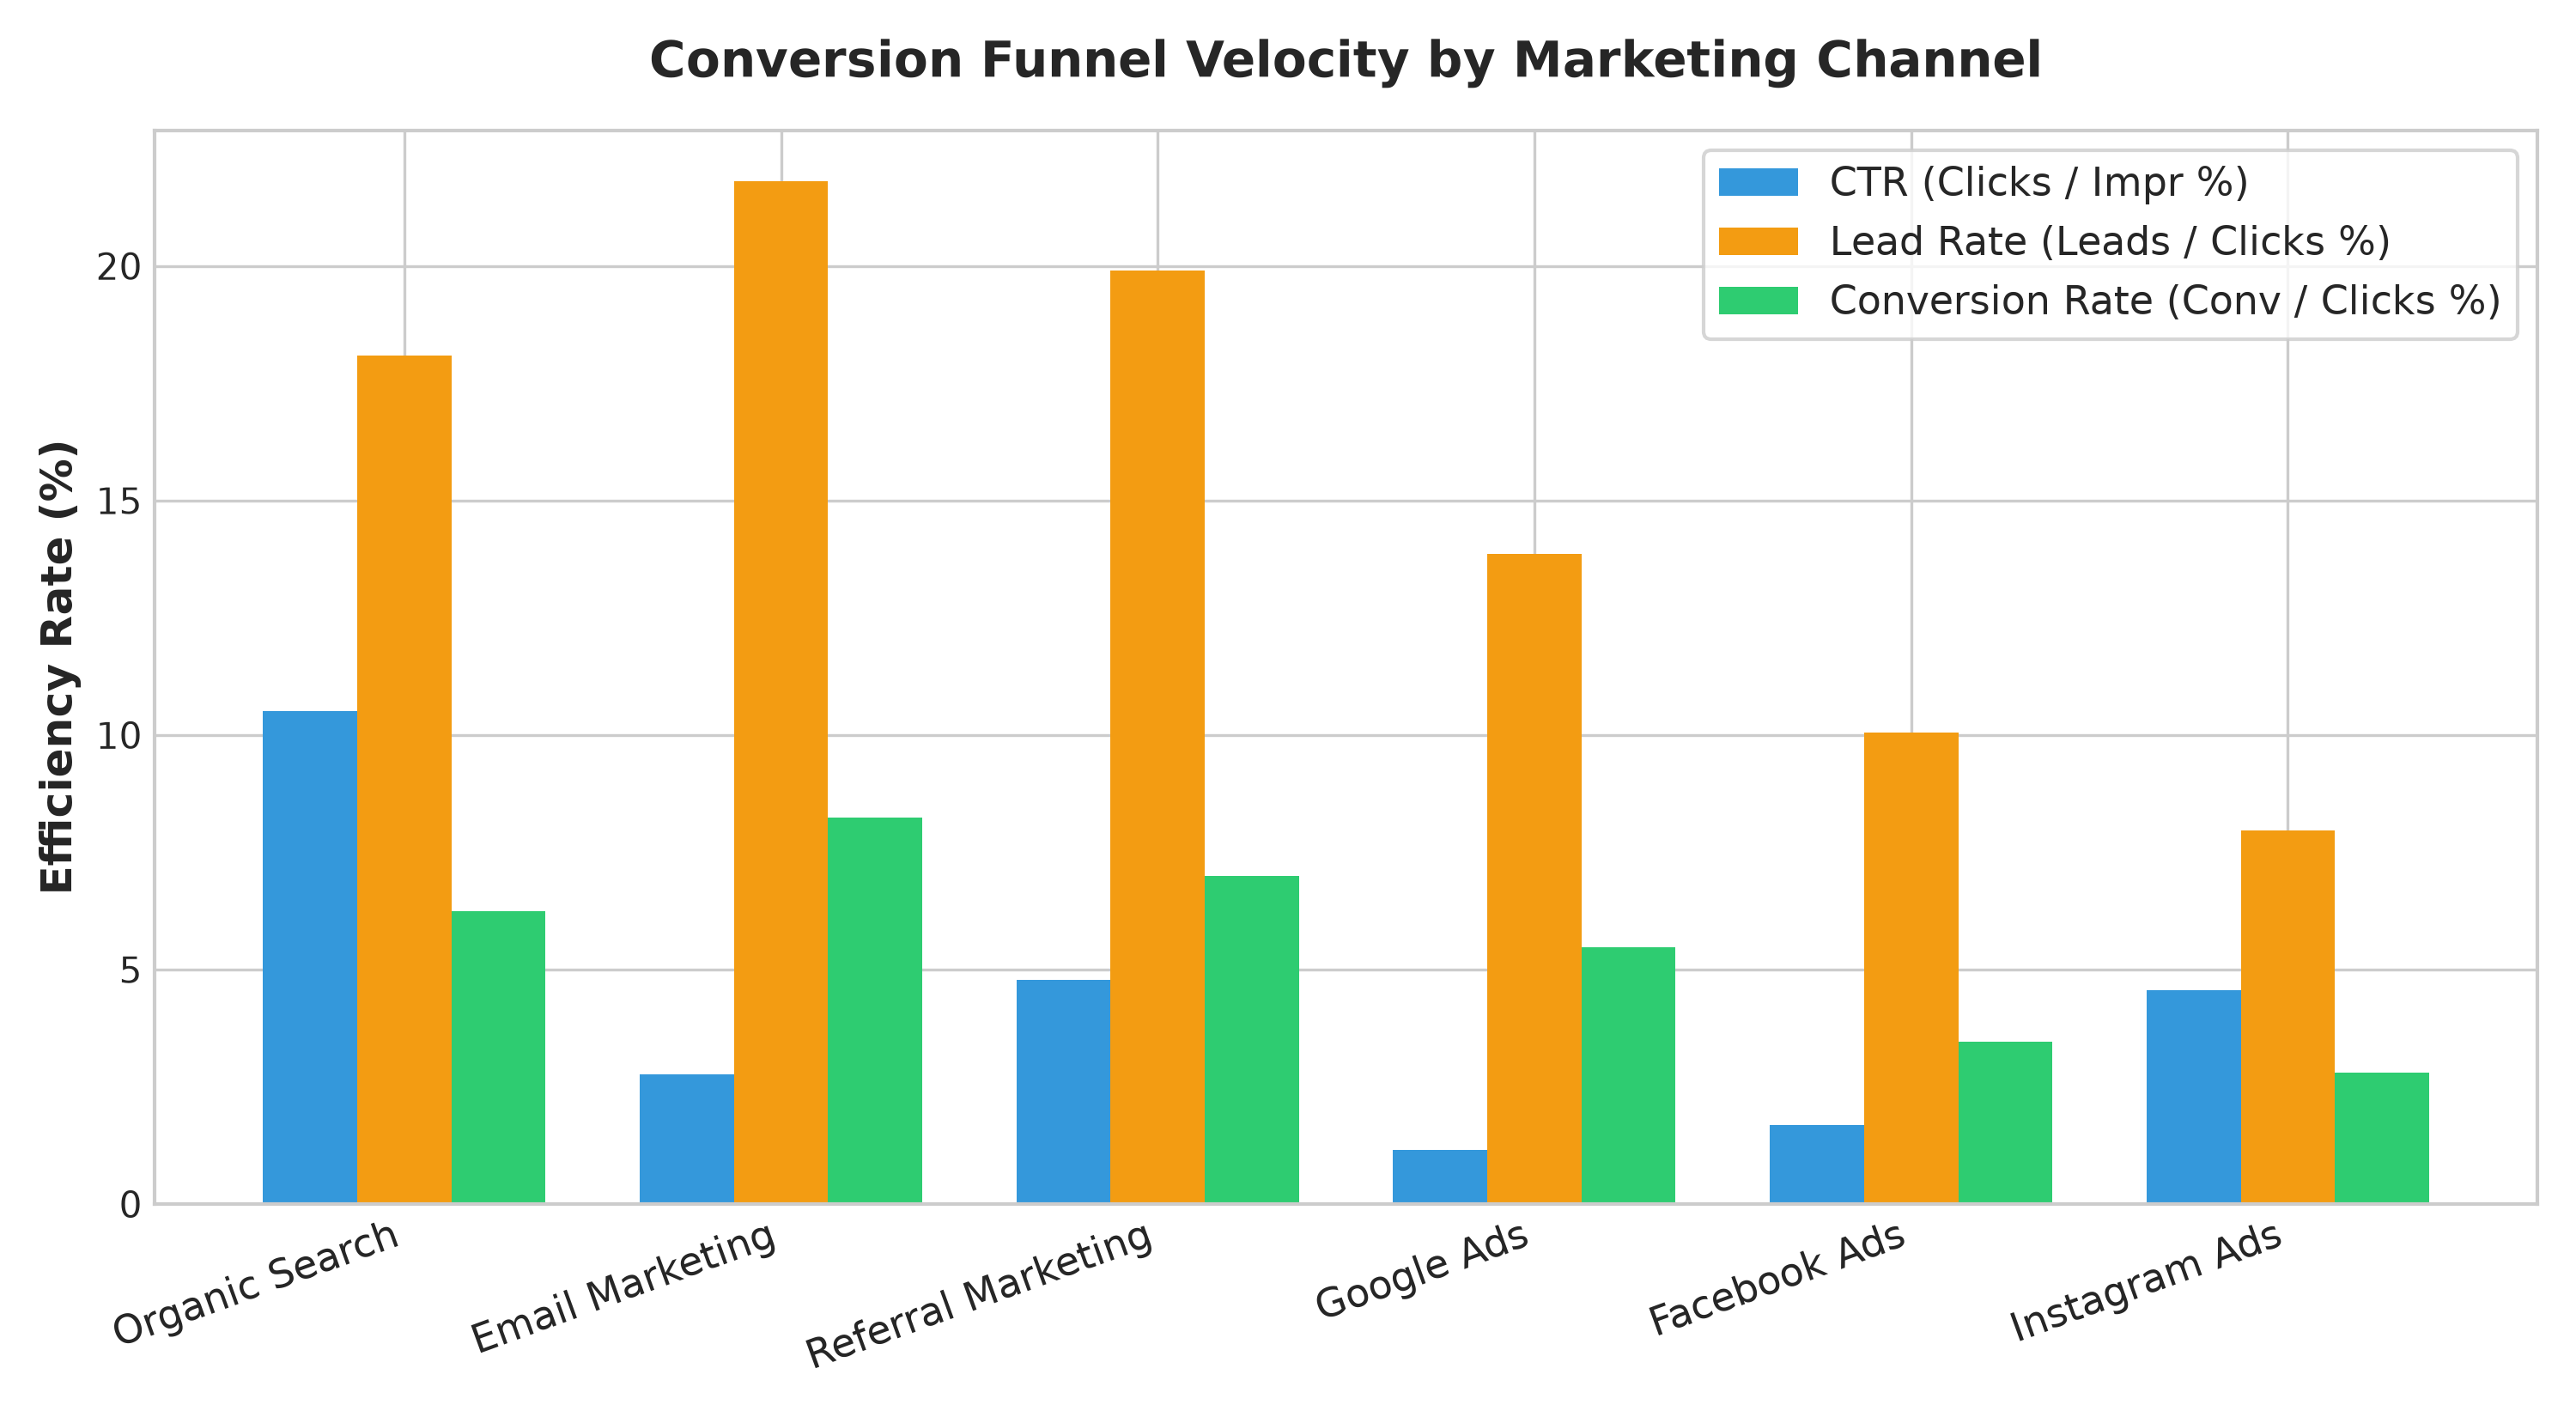 Conversion Funnel Velocity by Marketing Channel
CTR (Clicks / Impr %)
Lead Rate (Leads / Clicks %)
Conversion Rate (Conv / Clicks %)
Efficiency Rate (%)
20
15
10
5
0
Organic Search
Email Marketing
Referral Marketing
Google Ads
Facebook Ads
Instagram Ads